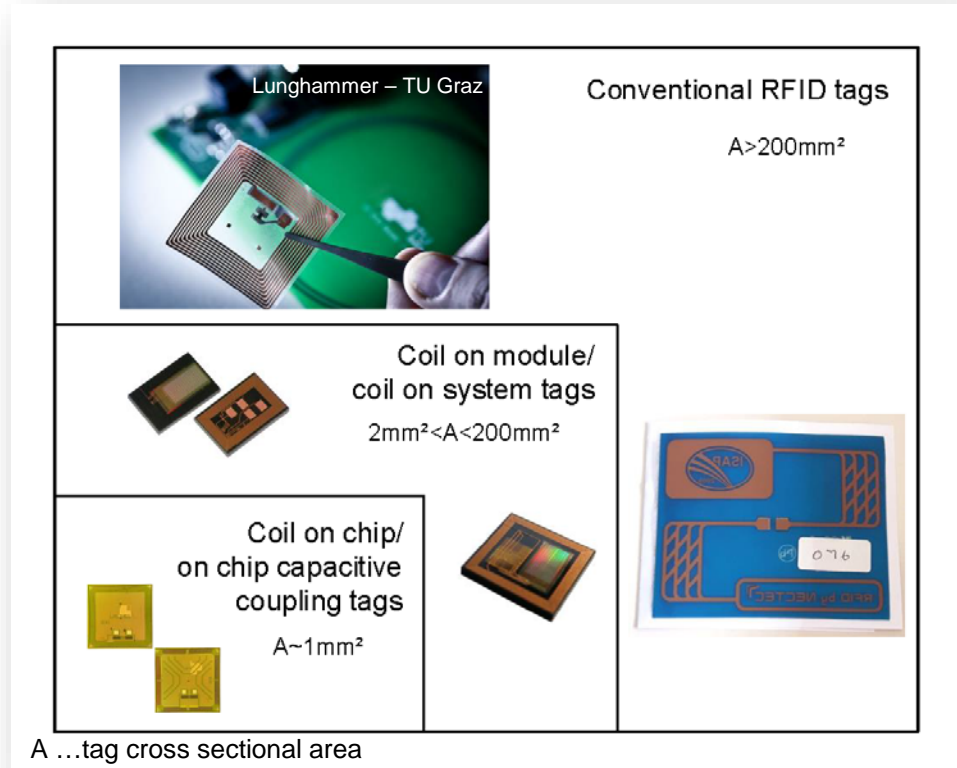 Lunghammer – TU Graz
Conventional RFID tags
A>200mm²
Coil on module/
coil on system tags
2mm²<A<200mm²
Coil on chip/
on chip capacitive
coupling tags
A~1mm²
ISAP
076
RFID by NECTEC
A …tag cross sectional area